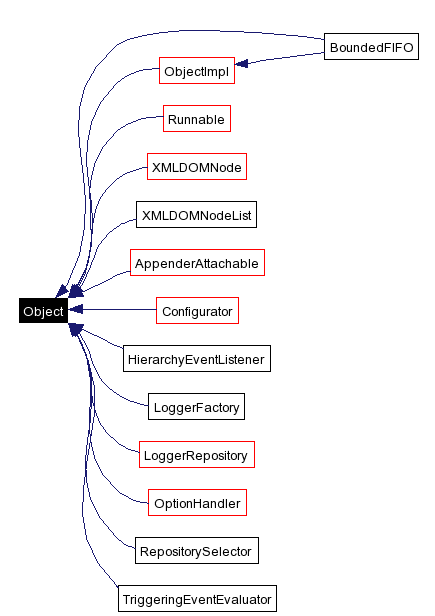 BoundedFIFO
ObjectImpl
Runnable
XMLDOMNode
XMLDOMNodeList
AppenderAttachable
Object
Configurator
HierarchyEventListener
LoggerFactory
LoggerRepository
OptionHandler
RepositorySelector
TriggeringEventEvaluator